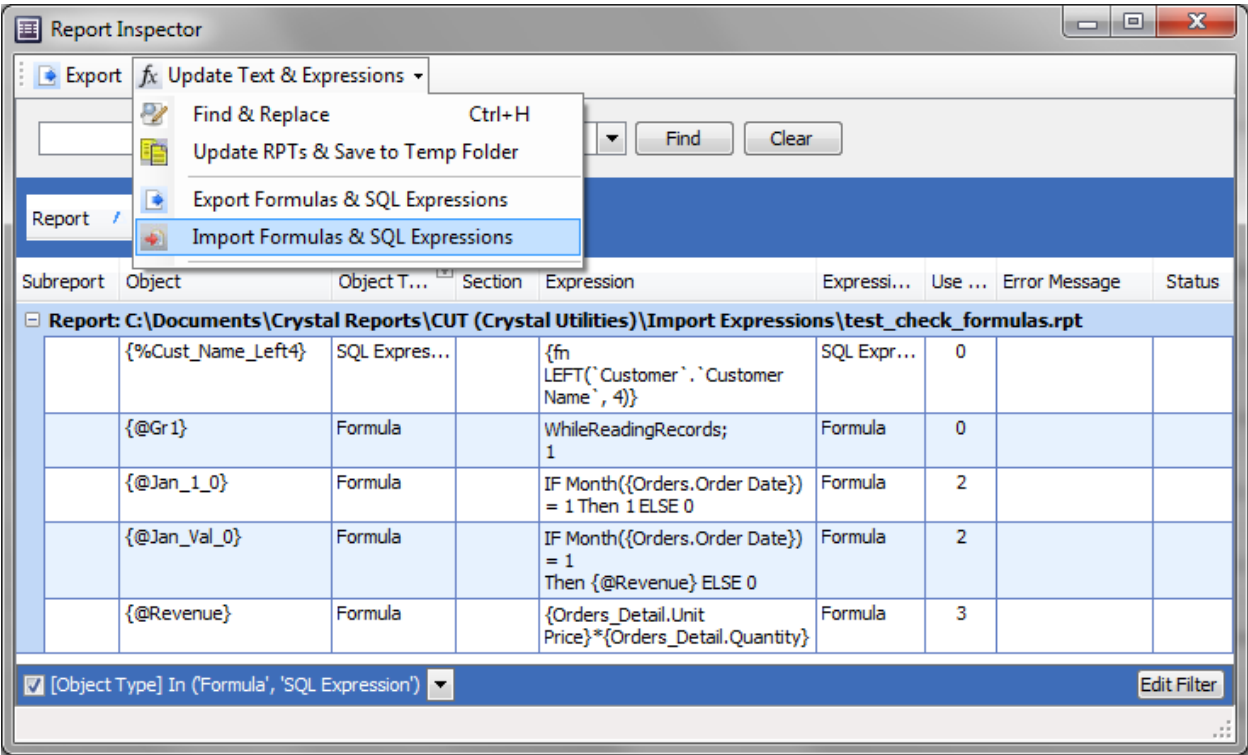 Report Inspector
Export fx Update Text & Expressions
Find & Replace Ctrl+H
Find Clear
Update RPTs & Save to Temp Folder
Export Formulas & SQL Expressions
Report
Import Formulas & SQL Expressions
Subreport Object Object T... Section Expression Expressi... Use ... Error Message Status
Report: C:\Documents\Crystal Reports\CUT (Crystal Utilities)\Import Expressions\test_check_formulas.rpt
{%Cust_Name_Left4} SQL Expres... {fn SQL Expr... 0
LEFT(`Customer`.`Customer
Name`, 4)}
{@Gr1} Formula WhileReadingRecords; Formula 0
1
{@Jan_1_0} Formula IF Month({Orders.Order Date}) Formula 2
= 1 Then 1 ELSE 0
{@Jan_Val_0} Formula IF Month({Orders.Order Date}) Formula 2
= 1
Then {@Revenue} ELSE 0
{@Revenue} Formula {Orders_Detail.Unit Formula 3
Price}*{Orders_Detail.Quantity}
[Object Type] In ('Formula', 'SQL Expression') Edit Filter